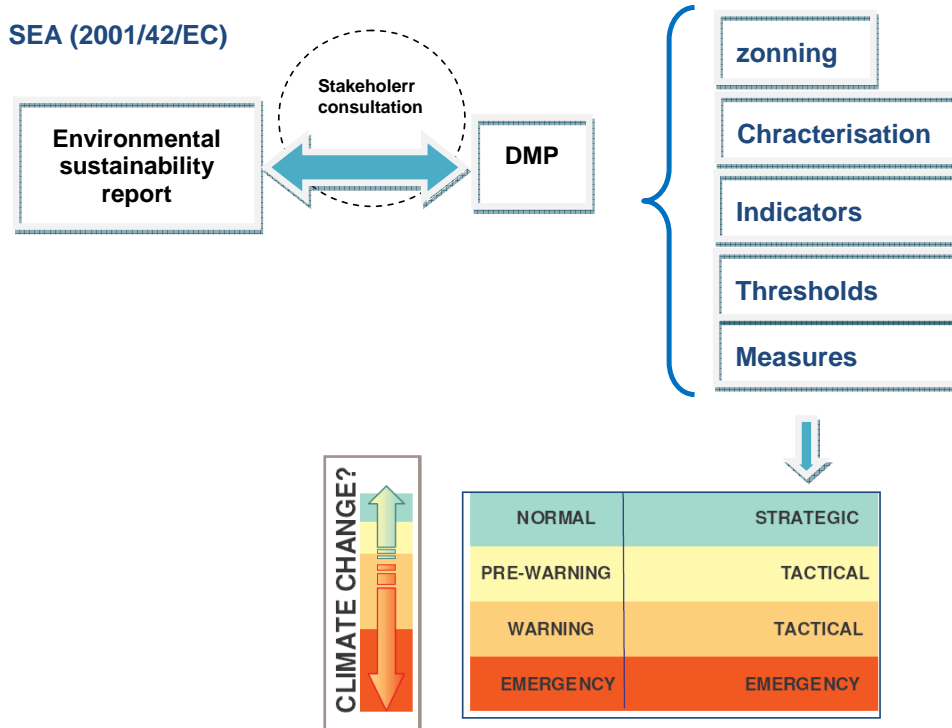 SEA (2001/42/EC)
Stakeholerr
consultation
Environmental
sustainability
report
DMP
zonning
Chracterisation
Indicators
Thresholds
Measures
CLIMATE CHANGE?
NORMAL STRATEGIC
PRE-WARNING TACTICAL
WARNING TACTICAL
EMERGENCY EMERGENCY